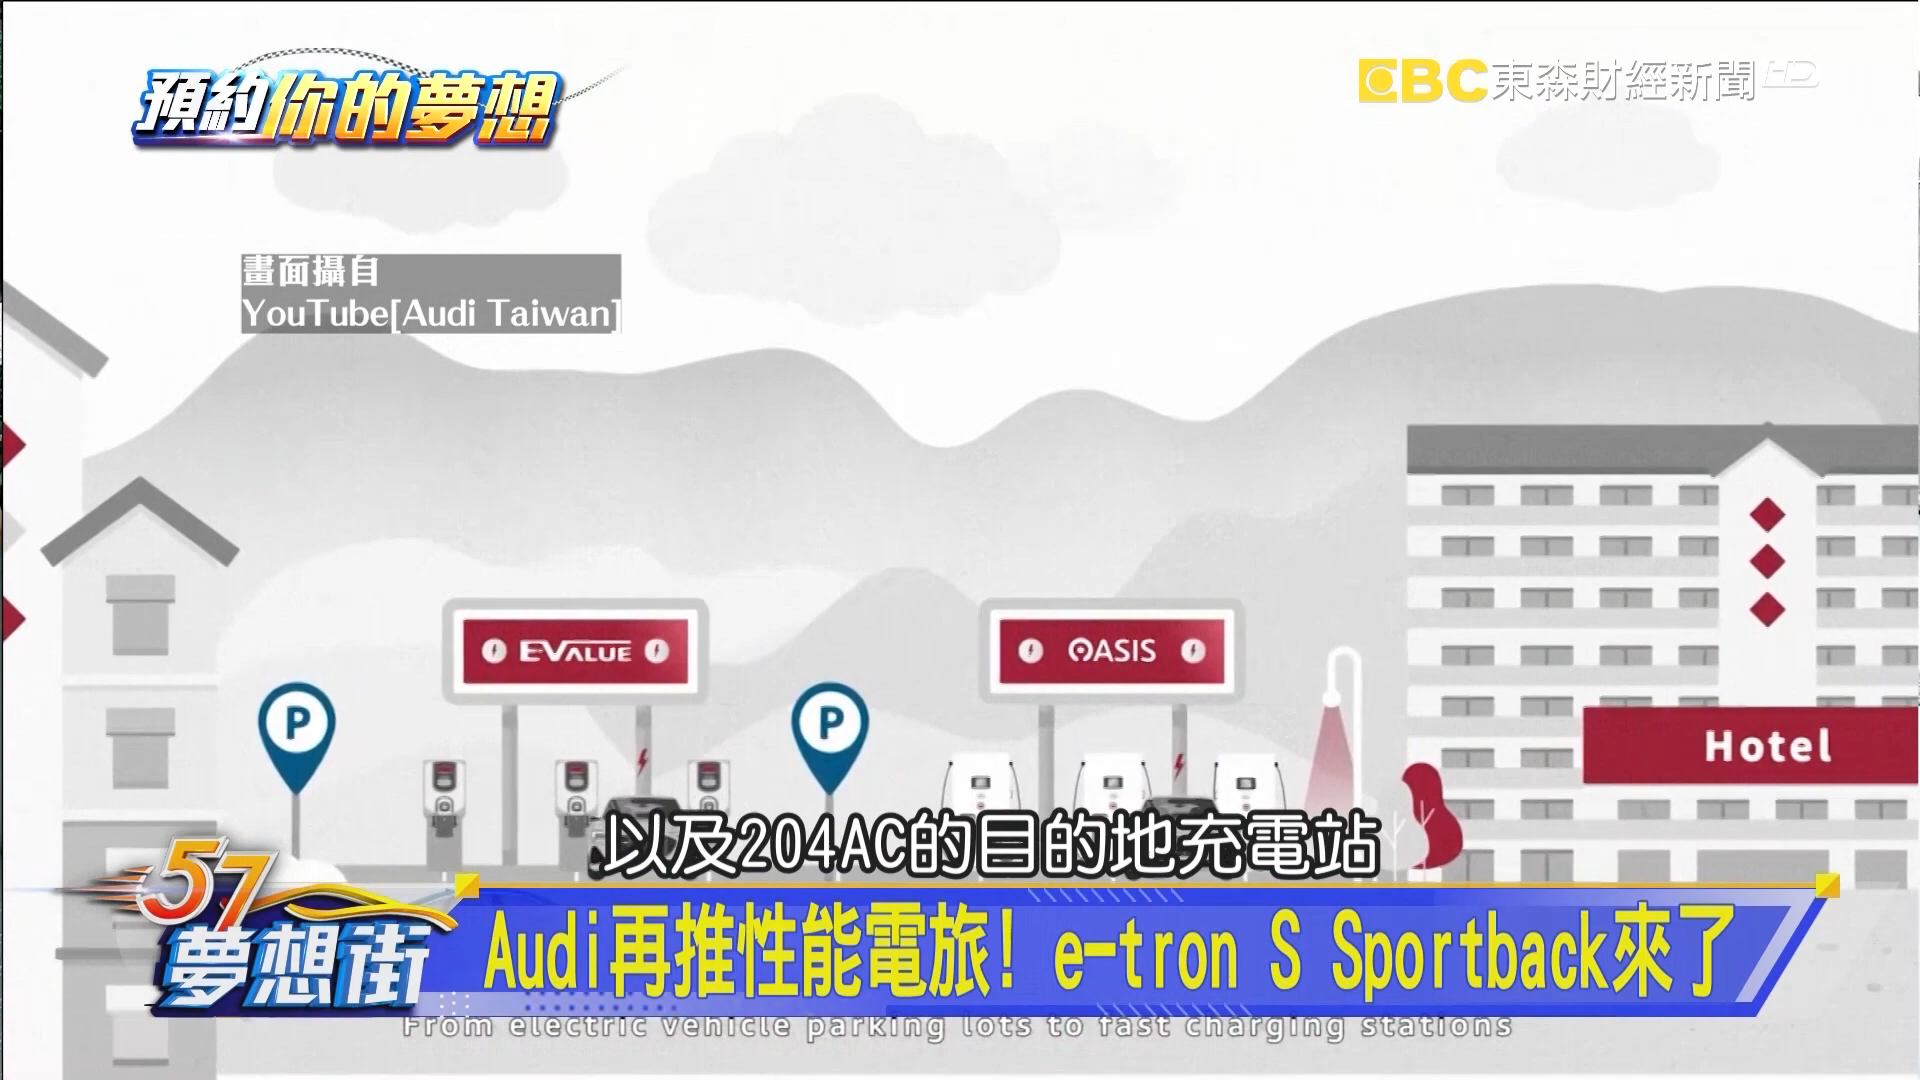 預約你的夢想
EBC東森財經新聞HD
畫面攝自
YouTube[Audi Taiwan]
EVALUE
OASIS
P
P
Hotel
以及204AC的目的地充電站
57
夢想街
Audi再推性能電旅! e-tron S Sportback來了
From electric vehicle parking lots to fast charging stations